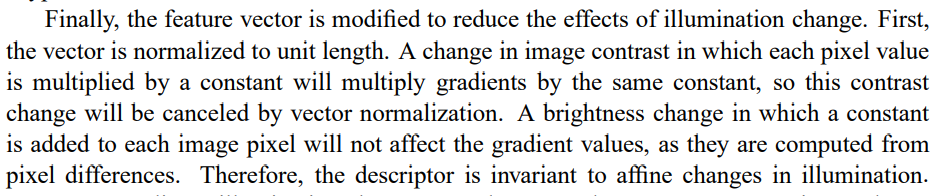 Finally, the feature vector is modified to reduce the effects of illumination change. First,
the vector is normalized to unit length. A change in image contrast in which each pixel value
is multiplied by a constant will multiply gradients by the same constant, so this contrast
change will be canceled by vector normalization. A brightness change in which a constant
is added to each image pixel will not affect the gradient values, as they are computed from
pixel differences. Therefore, the descriptor is invariant to affine changes in illumination.